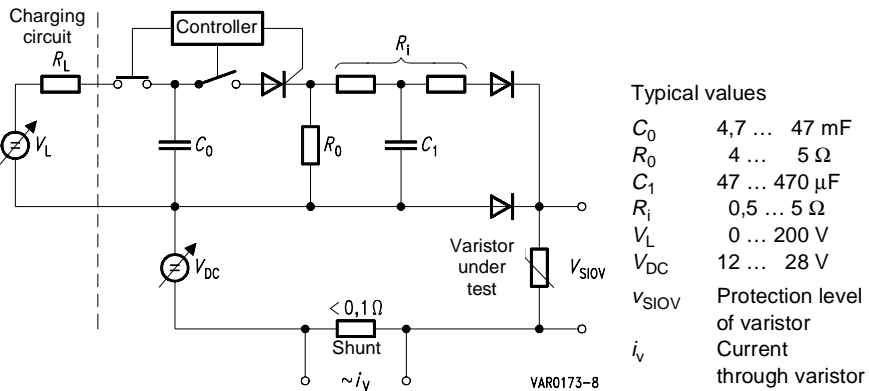 Charging
circuit
Controller
R_L
R_i
V_L
C_0
R_0
C_1
V_DC
Varistor
under
test
V_SIOV
< 0,1 Ω
Shunt
~i_v
VAR0173-8
Typical values
C_0 4,7 … 47 mF
R_0 4 … 5 Ω
C_1 47 … 470 μF
R_i 0,5 … 5 Ω
V_L 0 … 200 V
V_DC 12 … 28 V
v_SIOV Protection level
of varistor
i_v Current
through varistor